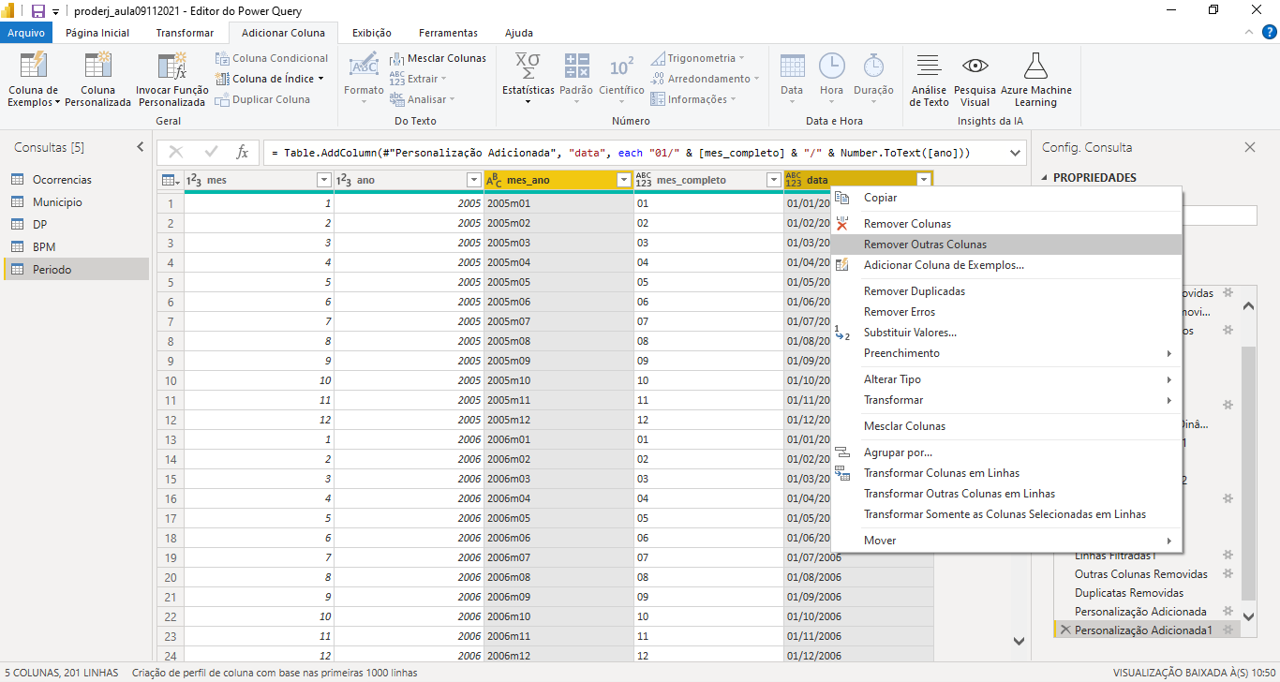 proderj_aula09112021 - Editor do Power Query
Arquivo Página Inicial Transformar Adicionar Coluna Exibição Ferramentas Ajuda
Coluna de Exemplos
Coluna Personalizada
Invocar Função Personalizada
Coluna Condicional
Coluna de Índice
Duplicar Coluna
Geral
Formato
Mesclar Colunas
Extrair
Analisar
Do Texto
Estatísticas
Padrão
Científico
Trigonometria
Arredondamento
Informações
Número
Data
Hora
Duração
Data e Hora
Análise de Texto
Pesquisa Visual
Azure Machine Learning
Insights da IA
Consultas [5]
Ocorrencias
Municipio
DP
BPM
Periodo
= Table.AddColumn(#"Personalização Adicionada", "data", each "01/" & [mes_completo] & "/" & Number.ToText([ano]))
mes ano mes_ano mes_completo data
1 1 2005 2005m01 01 01/01/20
2 2 2005 2005m02 02 01/02/20
3 3 2005 2005m03 03 01/03/20
4 4 2005 2005m04 04 01/04/20
5 5 2005 2005m05 05 01/05/20
6 6 2005 2005m06 06 01/06/20
7 7 2005 2005m07 07 01/07/20
8 8 2005 2005m08 08 01/08/20
9 9 2005 2005m09 09 01/09/20
10 10 2005 2005m10 10 01/10/20
11 11 2005 2005m11 11 01/11/20
12 12 2005 2005m12 12 01/12/20
13 1 2006 2006m01 01 01/01/20
14 2 2006 2006m02 02 01/02/20
15 3 2006 2006m03 03 01/03/20
16 4 2006 2006m04 04 01/04/20
17 5 2006 2006m05 05 01/05/20
18 6 2006 2006m06 06 01/06/20
19 7 2006 2006m07 07 01/07/2006
20 8 2006 2006m08 08 01/08/2006
21 9 2006 2006m09 09 01/09/2006
22 10 2006 2006m10 10 01/10/2006
23 11 2006 2006m11 11 01/11/2006
24 12 2006 2006m12 12 01/12/2006
Copiar
Remover Colunas
Remover Outras Colunas
Adicionar Coluna de Exemplos...
Remover Duplicadas
Remover Erros
Substituir Valores...
Preenchimento
Alterar Tipo
Transformar
Mesclar Colunas
Agrupar por...
Transformar Colunas em Linhas
Transformar Outras Colunas em Linhas
Transformar Somente as Colunas Selecionadas em Linhas
Mover
Config. Consulta
PROPRIEDADES
Linhas Filtradas1
Outras Colunas Removidas
Duplicatas Removidas
Personalização Adicionada
Personalização Adicionada1
5 COLUNAS, 201 LINHAS Criação de perfil de coluna com base nas primeiras 1000 linhas
VISUALIZAÇÃO BAIXADA À(S) 10:50